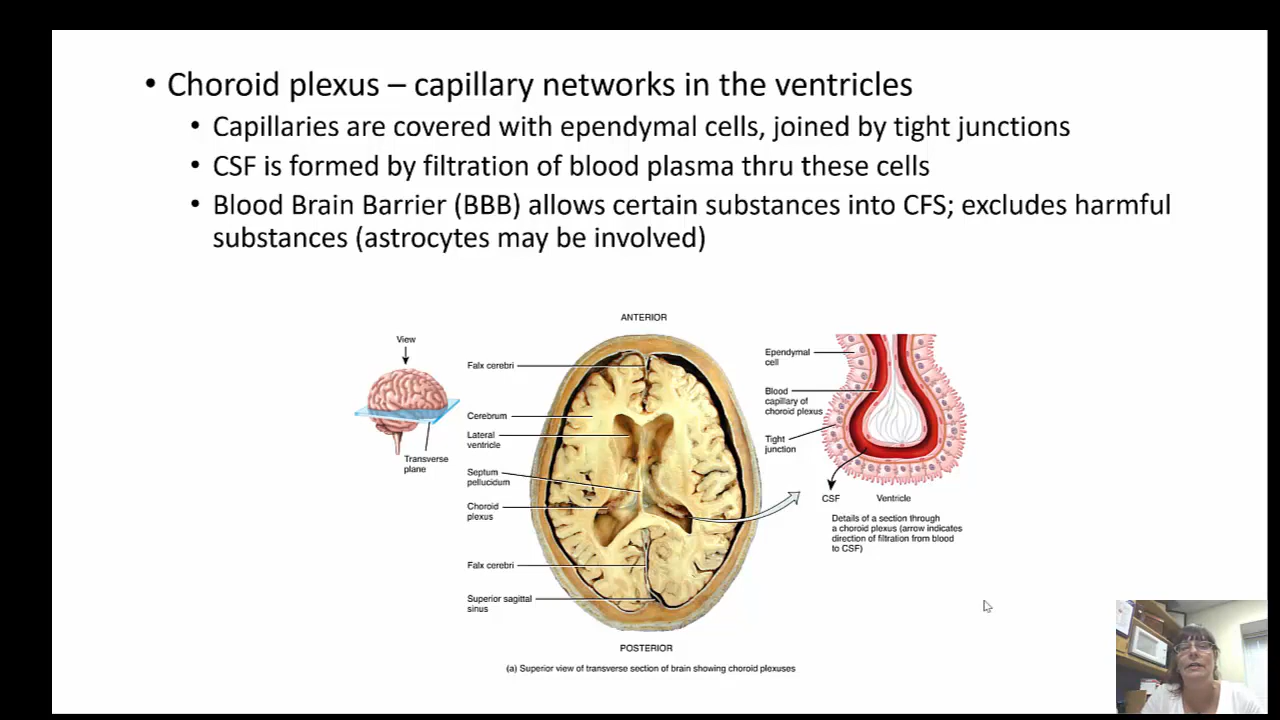 • Choroid plexus – capillary networks in the ventricles
• Capillaries are covered with ependymal cells, joined by tight junctions
• CSF is formed by filtration of blood plasma thru these cells
• Blood Brain Barrier (BBB) allows certain substances into CFS; excludes harmful
substances (astrocytes may be involved)
ANTERIOR
View
Transverse
plane
Falx cerebri
Cerebrum
Lateral
ventricle
Septum
pellucidum
Choroid
plexus
Falx cerebri
Superior sagittal
sinus
POSTERIOR
(a) Superior view of transverse section of brain showing choroid plexuses
Ependymal
cell
Blood
capillary of
choroid plexus
Tight
junction
CSF
Ventricle
Details of a section through
a choroid plexus (arrow indicates
direction of filtration from blood
to CSF)